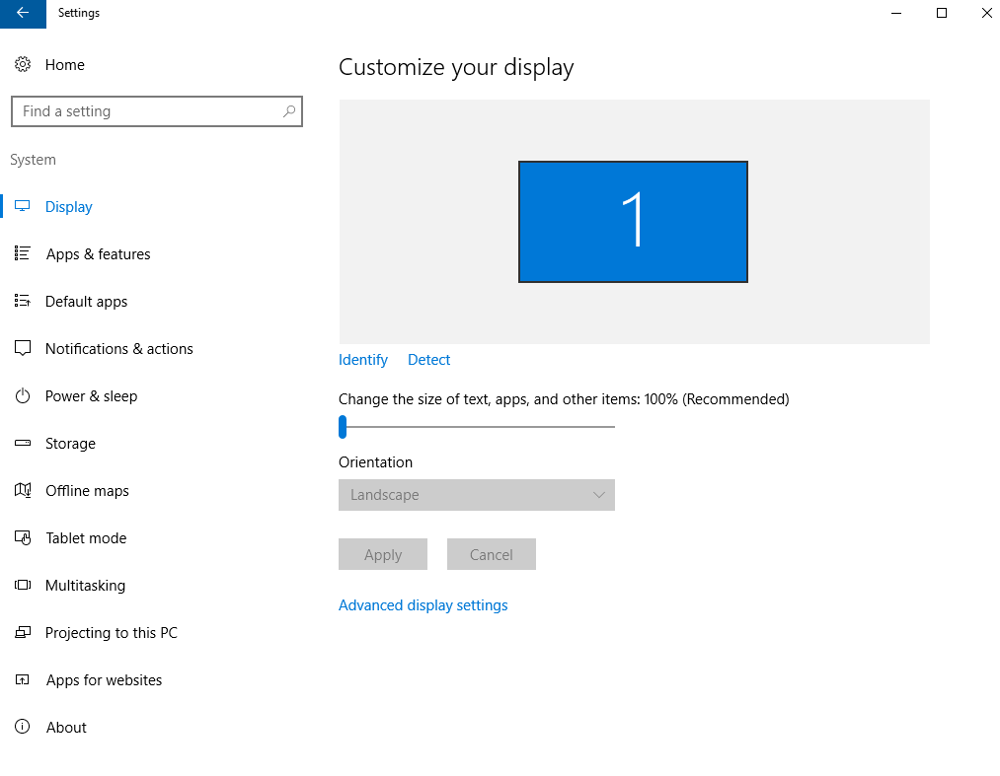 Settings
Home
Find a setting
System
Display
Apps & features
Default apps
Notifications & actions
Power & sleep
Storage
Offline maps
Tablet mode
Multitasking
Projecting to this PC
Apps for websites
About
Customize your display
1
Identify Detect
Change the size of text, apps, and other items: 100% (Recommended)
Orientation
Landscape
Apply Cancel
Advanced display settings